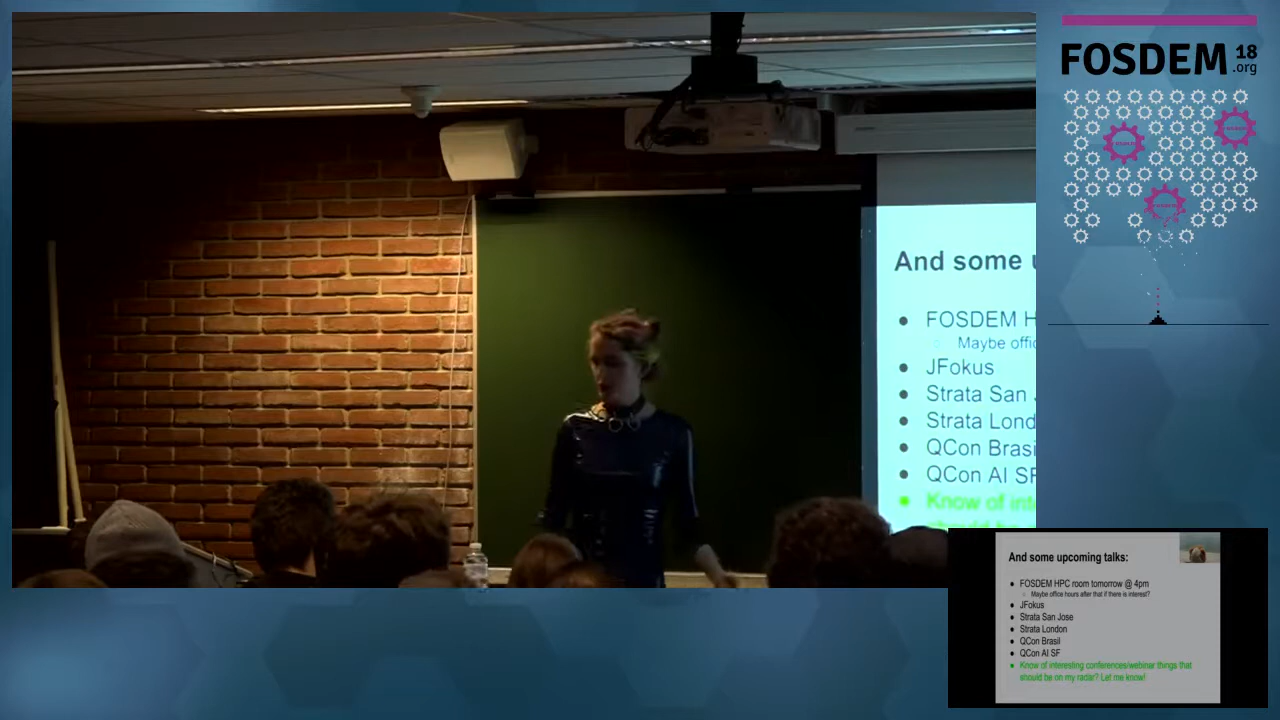 FOSDEM 18
.org
And some u
FOSDEM H
Maybe offic
JFokus
Strata San J
Strata Lond
QCon Brasi
QCon AI SF
Know of inte
should be
And some upcoming talks:
FOSDEM HPC room tomorrow @ 4pm
Maybe office hours after that if there is interest?
JFokus
Strata San Jose
Strata London
QCon Brasil
QCon AI SF
Know of interesting conferences/webinar things that
should be on my radar? Let me know!